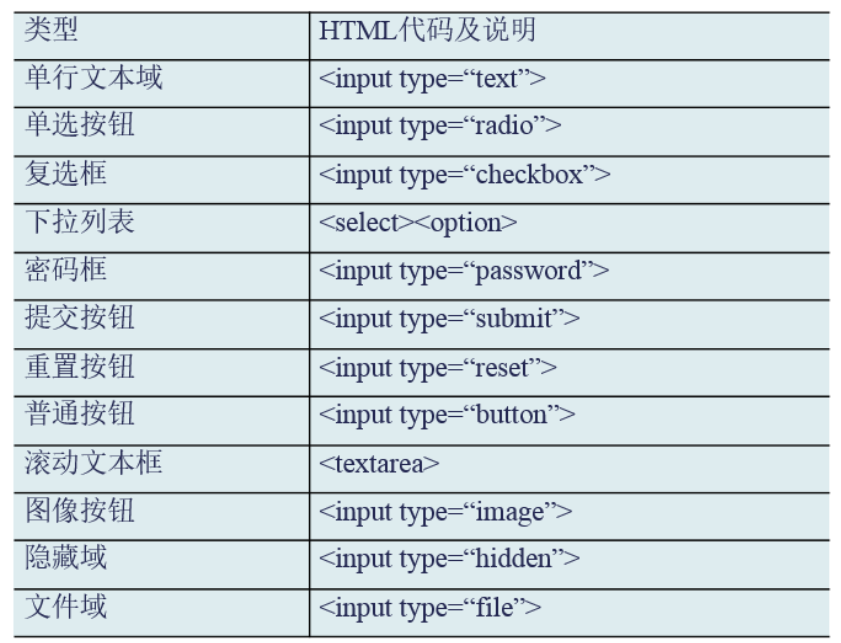 类型 HTML代码及说明
单行文本域 <input type=“text”>
单选按钮 <input type=“radio”>
复选框 <input type=“checkbox”>
下拉列表 <select><option>
密码框 <input type=“password”>
提交按钮 <input type=“submit”>
重置按钮 <input type=“reset”>
普通按钮 <input type=“button”>
滚动文本框 <textarea>
图像按钮 <input type=“image”>
隐藏域 <input type=“hidden”>
文件域 <input type=“file”>